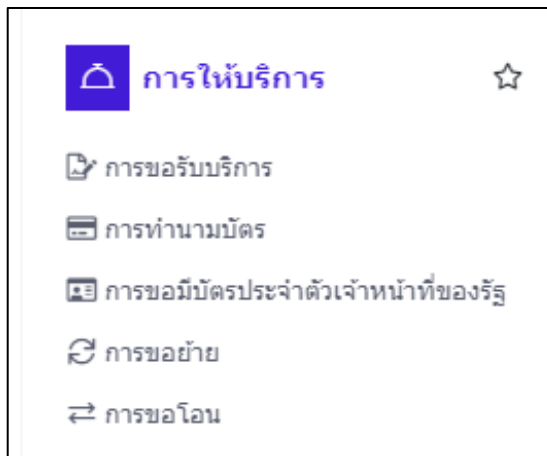 การให้บริการ
การขอรับบริการ
การทำนามบัตร
การขอมีบัตรประจำตัวเจ้าหน้าที่ของรัฐ
การขอย้าย
การขอโอน